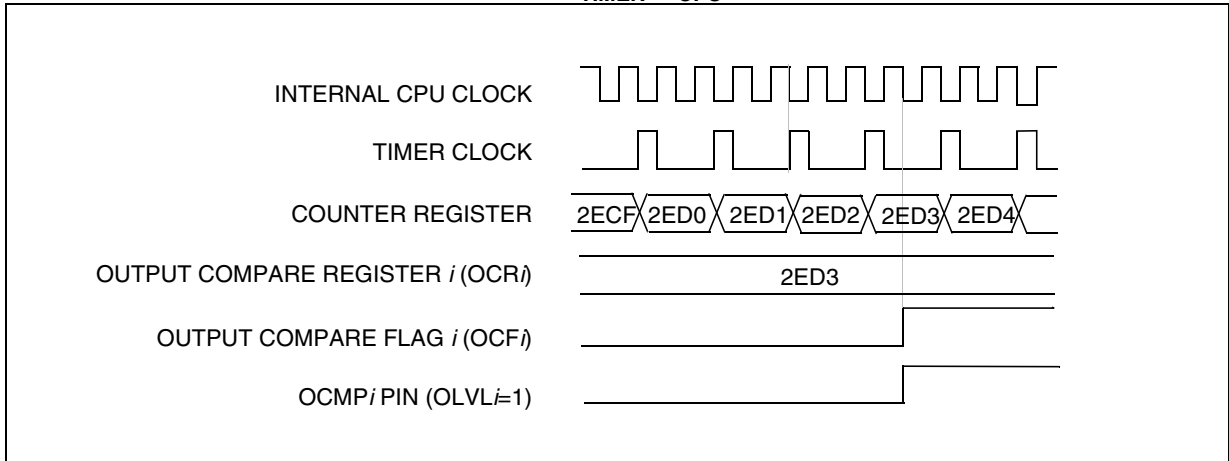 INTERNAL CPU CLOCK
TIMER CLOCK
COUNTER REGISTER 2ECF 2ED0 2ED1 2ED2 2ED3 2ED4
OUTPUT COMPARE REGISTER i (OCRi) 2ED3
OUTPUT COMPARE FLAG i (OCFi)
OCMPi PIN (OLVLi=1)